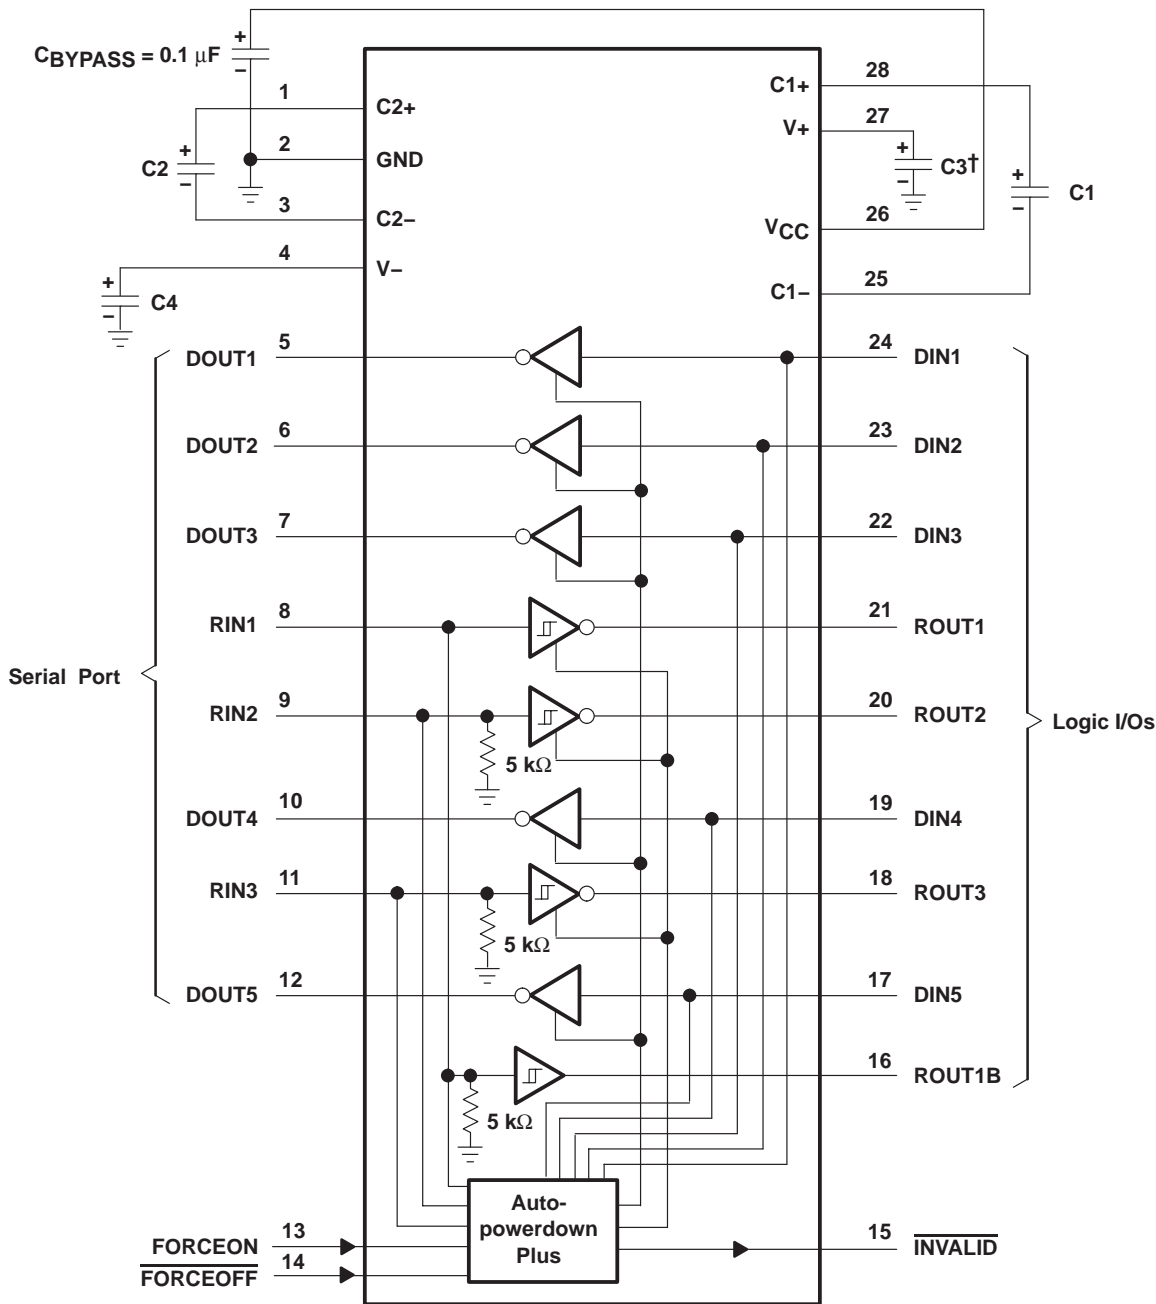 CBYPASS = 0.1 μF
+
−
1
C2+
C1+
28
V+
27
2
GND
C2
+
−
+
−
C3†
+
−
C1
3
C2−
VCC
26
4
V−
C1−
25
+
−
C4
DOUT1
5
24
DIN1
DOUT2
6
23
DIN2
DOUT3
7
22
DIN3
RIN1
8
21
ROUT1
Serial Port
RIN2
9
20
ROUT2
Logic I/Os
5 kΩ
DOUT4
10
19
DIN4
RIN3
11
18
ROUT3
5 kΩ
DOUT5
12
17
DIN5
16
ROUT1B
5 kΩ
Auto-
powerdown
Plus
FORCEON
13
15
INVALID
FORCEOFF
14